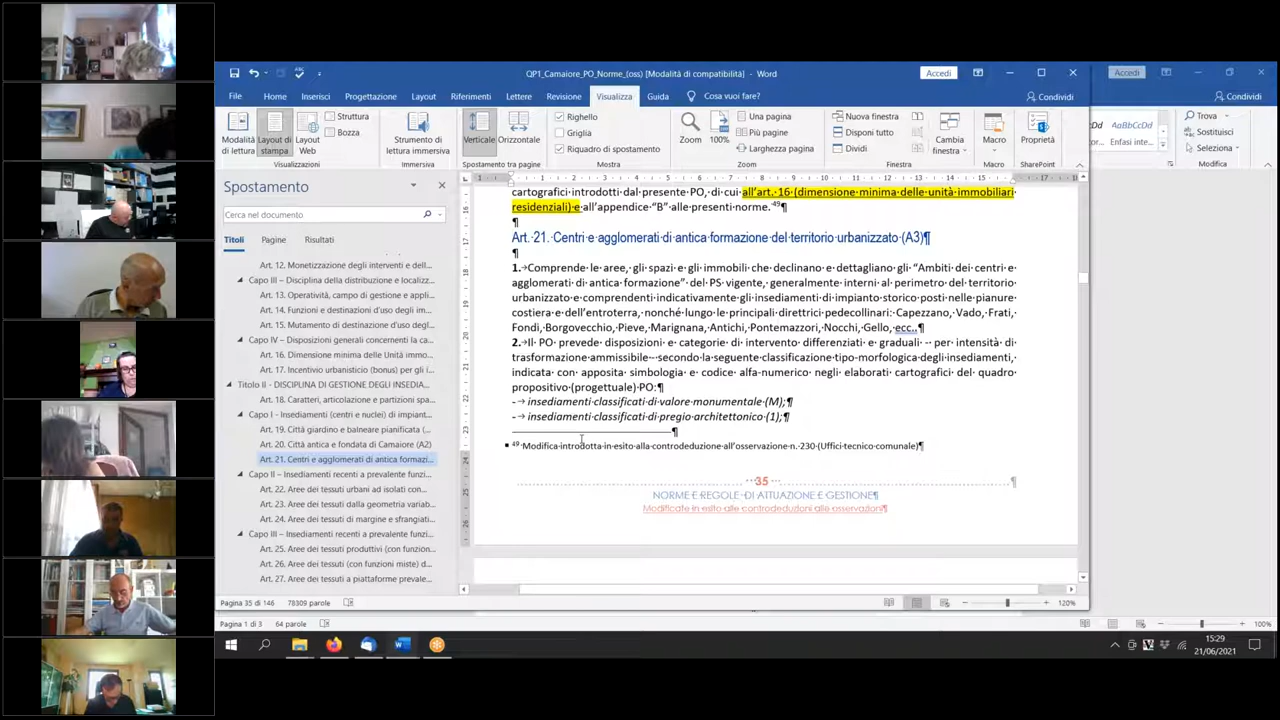 QP1_Camaiore_PO_Norme_(oss) [Modalità di compatibilità] - Word
Accedi
Accedi
File Home Inserisci Progettazione Layout Riferimenti Lettere Revisione Visualizza Guida Cosa vuoi fare?
Condividi
Condividi
Modalità di lettura
Layout di stampa
Layout Web
Struttura
Bozza
Visualizzazioni
Strumento di lettura immersiva
Immersiva
Verticale
Orizzontale
Spostamento tra pagine
Righello
Griglia
Riquadro di spostamento
Mostra
Zoom
100%
Una pagina
Più pagine
Larghezza pagina
Zoom
Nuova finestra
Disponi tutto
Dividi
Cambia finestra
Finestra
Macro
Macro
Proprietà
SharePoint
AaBbCcD
Enfasi inten...
Trova
Sostituisci
Seleziona
Modifica
Spostamento
Cerca nel documento
Titoli Pagine Risultati
Art. 12. Monetizzazione degli interventi e dell...
Capo III – Disciplina della distribuzione e localizz...
Art. 13. Operatività, campo di gestione e appli...
Art. 14. Funzioni e destinazioni d'uso degli im...
Art. 15. Mutamento di destinazione d'uso degl...
Capo IV – Disposizioni generali concernenti la ca...
Art. 16. Dimensione minima delle Unità immo...
Art. 17. Incentivio urbanistico (bonus) per gli i...
Titolo II - DISCIPLINA DI GESTIONE DEGLI INSEDIA...
Art. 18. Caratteri, articolazione e partizioni spa...
Capo I - Insediamenti (centri e nuclei) di impiant...
Art. 19. Città giardino e balneare pianificata (...
Art. 20. Città antica e fondata di Camaiore (A2)
Art. 21. Centri e agglomerati di antica formazi...
Capo II – Insediamenti recenti a prevalente funzi...
Art. 22. Aree dei tessuti urbani ad isolati con...
Art. 23. Aree dei tessuti dalla geometria variab...
Art. 24. Aree dei tessuti di margine e sfrangiati...
Capo III – Insediamenti recenti a prevalente funzi...
Art. 25. Aree dei tessuti produttivi (con funzion...
Art. 26. Aree dei tessuti (con funzioni miste) d...
Art. 27. Aree dei tessuti a piattaforme prevale...
cartografici introdotti dal presente PO, di cui all'art. 16 (dimensione minima delle unità immobiliari
residenziali) e all'appendice "B" alle presenti norme.49¶
¶
Art. 21. Centri e agglomerati di antica formazione del territorio urbanizzato (A3)¶
¶
1.→Comprende le aree, gli spazi e gli immobili che declinano e dettagliano gli "Ambiti dei centri e
agglomerati di antica formazione" del PS vigente, generalmente interni al perimetro del territorio
urbanizzato e comprendenti indicativamente gli insediamenti di impianto storico posti nelle pianure
costiera e dell'entroterra, nonché lungo le principali direttrici pedecollinari: Capezzano, Vado, Frati,
Fondi, Borgovecchio, Pieve, Marignana, Antichi, Pontemazzori, Nocchi, Gello, ecc..¶
2.→Il PO prevede disposizioni e categorie di intervento differenziati e graduali -- per intensità di
trasformazione ammissibile--secondo la seguente classificazione tipo-morfologica degli insediamenti,
indicata con apposita simbologia e codice alfa-numerico negli elaborati cartografici del quadro
propositivo (progettuale) PO:¶
-→insediamenti classificati di valore monumentale (M);¶
-→insediamenti classificati di pregio architettonico (1);¶
¶
49 Modifica introdotta in esito alla controdeduzione all'osservazione n. 230 (Uffici tecnico comunale)¶
35
NORME E REGOLE DI ATTUAZIONE E GESTIONE¶
Modificate in esito alle controdeduzioni alle osservazioni¶
Pagina 35 di 146 78309 parole
120%
Pagina 1 di 3 64 parole
100%
15:29
21/06/2021